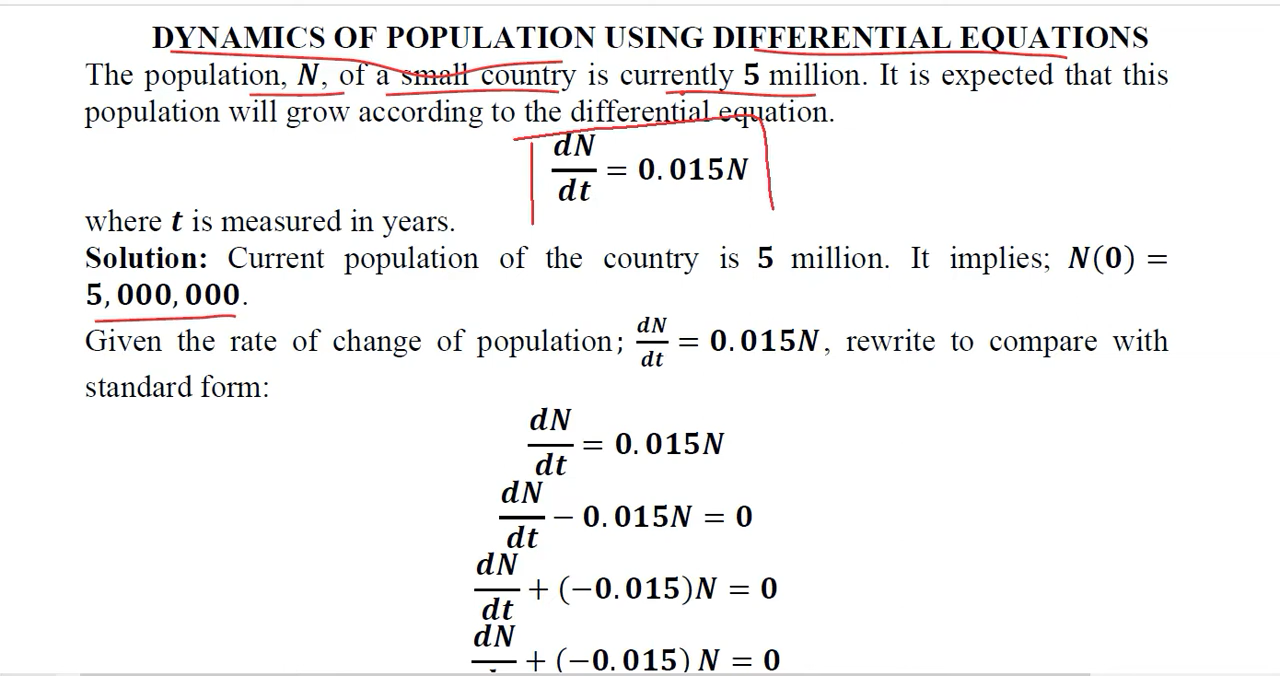 DYNAMICS OF POPULATION USING DIFFERENTIAL EQUATIONS
The population, N, of a small country is currently 5 million. It is expected that this
population will grow according to the differential equation.
dN/dt = 0.015N
where t is measured in years.
Solution: Current population of the country is 5 million. It implies; N(0) =
5,000,000.
Given the rate of change of population; dN/dt = 0.015N, rewrite to compare with
standard form:
dN/dt = 0.015N
dN/dt − 0.015N = 0
dN/dt + (−0.015)N = 0
dN + (−0.015) N = 0